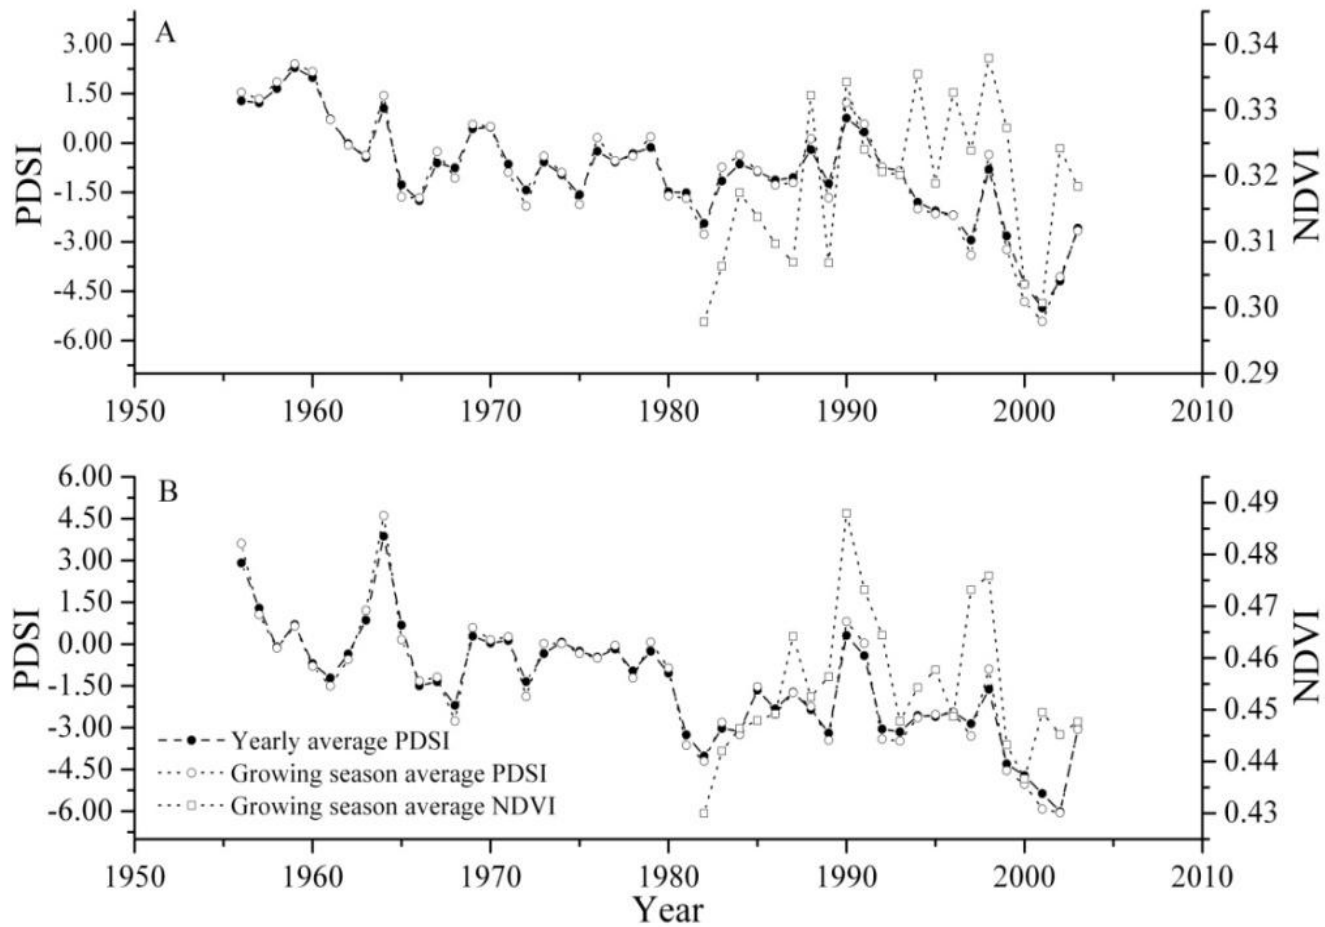 A
PDSI
3.00
1.50
0.00
-1.50
-3.00
-4.50
-6.00
NDVI
0.34
0.33
0.32
0.31
0.30
0.29
1950 1960 1970 1980 1990 2000 2010
B
PDSI
6.00
4.50
3.00
1.50
0.00
-1.50
-3.00
-4.50
-6.00
Yearly average PDSI
Growing season average PDSI
Growing season average NDVI
NDVI
0.49
0.48
0.47
0.46
0.45
0.44
0.43
1950 1960 1970 1980 1990 2000 2010
Year